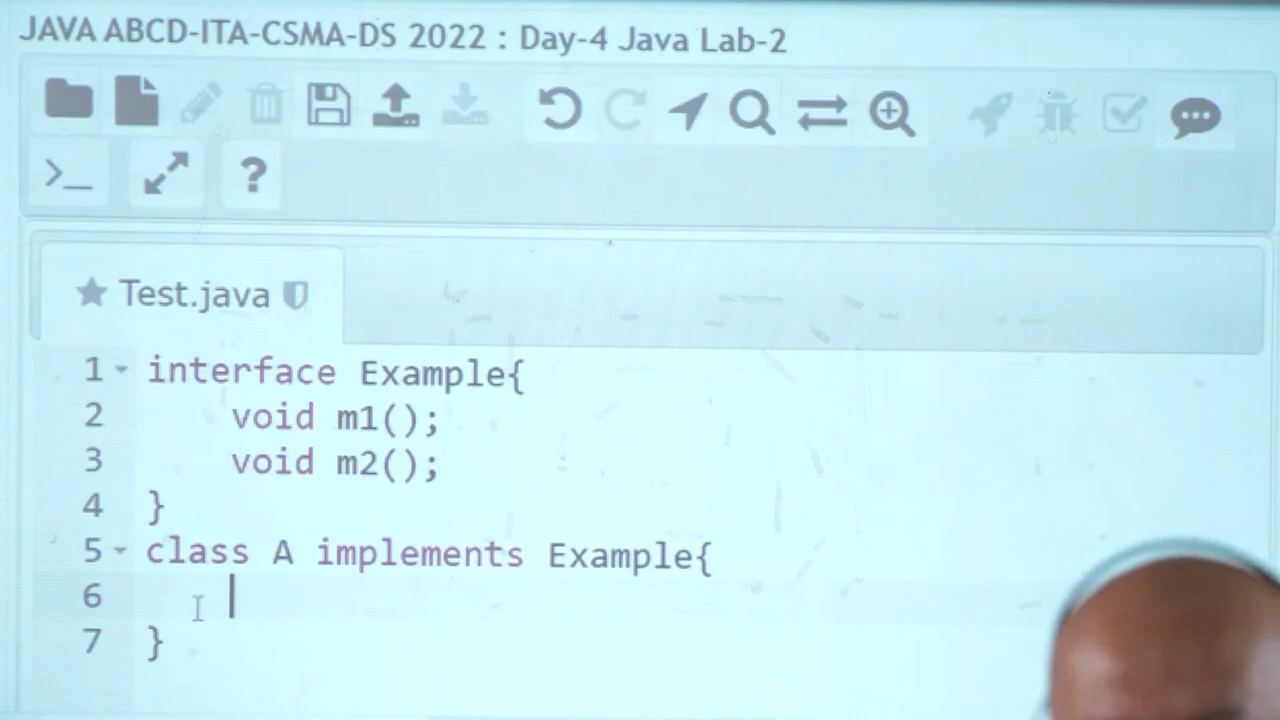 JAVA ABCD-ITA-CSMA-DS 2022 : Day-4 Java Lab-2
>_
?
Test.java
1 interface Example{
2 void m1();
3 void m2();
4 }
5 class A implements Example{
6
7 }